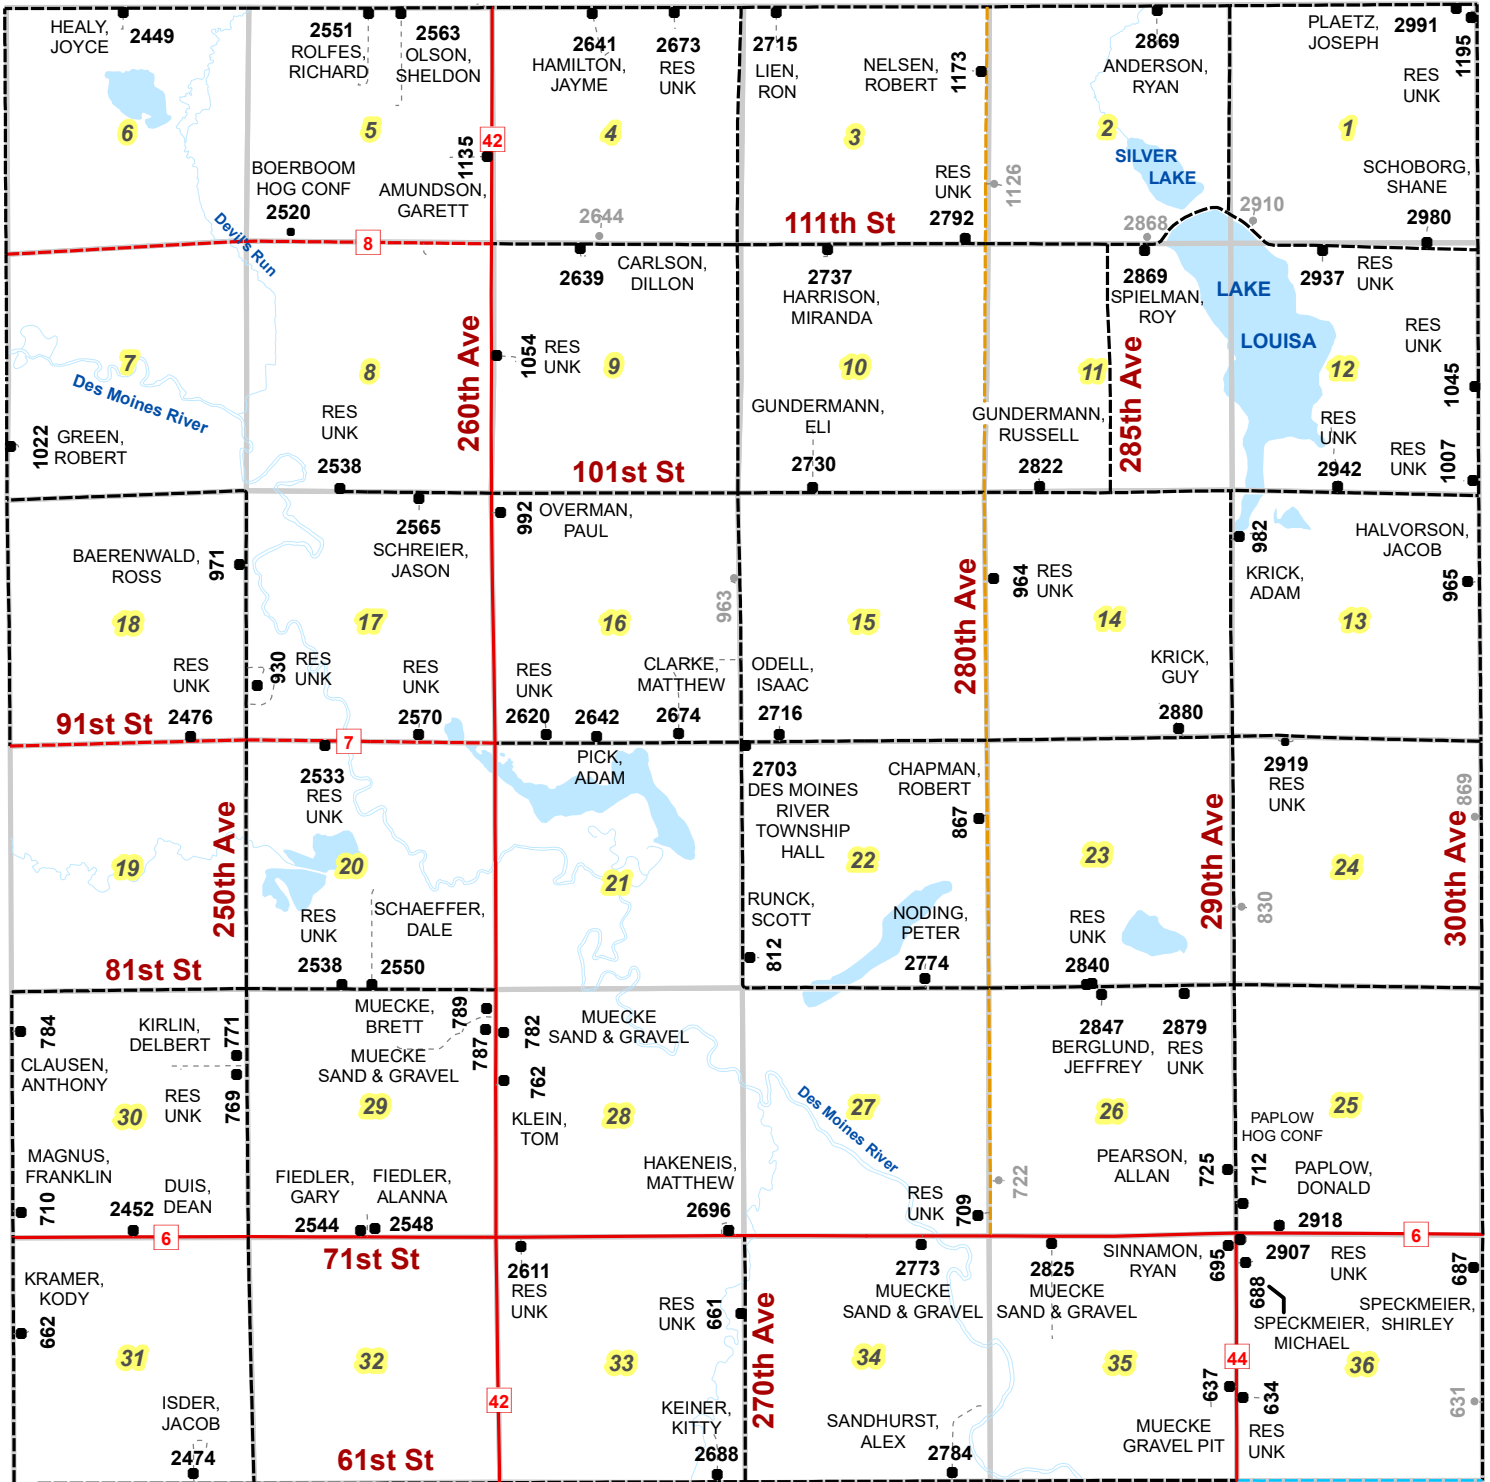 HEALY,
JOYCE
2449
2551
ROLFES,
RICHARD
2563
OLSON,
SHELDON
2641
HAMILTON,
JAYME
2673
RES
UNK
2715
LIEN,
RON
NELSEN,
ROBERT
1173
2869
ANDERSON,
RYAN
PLAETZ,
JOSEPH
2991
1195
RES
UNK
6
5
4
3
2
1
42
1135
BOERBOOM
HOG CONF
2520
AMUNDSON,
GARETT
2644
RES
UNK
2792
1126
SILVER
LAKE
SCHOBORG,
SHANE
2980
2910
2868
111th St
8
Devil's Run
2639
CARLSON,
DILLON
2737
HARRISON,
MIRANDA
2869
SPIELMAN,
ROY
LAKE
LOUISA
2937
RES
UNK
RES
UNK
1045
7
8
9
10
11
12
Des Moines River
1022
GREEN,
ROBERT
RES
UNK
2538
260th Ave
1054
RES
UNK
101st St
GUNDERMANN,
ELI
2730
GUNDERMANN,
RUSSELL
2822
285th Ave
RES
UNK
2942
RES
UNK
1007
2565
SCHREIER,
JASON
992
OVERMAN,
PAUL
BAERENWALD,
ROSS
971
963
280th Ave
964
RES
UNK
982
KRICK,
ADAM
HALVORSON,
JACOB
965
18
17
16
15
14
13
RES
UNK
2476
930
RES
UNK
RES
UNK
2570
RES
UNK
2620
2642
PICK,
ADAM
CLARKE,
MATTHEW
2674
ODELL,
ISAAC
2716
KRICK,
GUY
2880
91st St
7
2533
RES
UNK
2703
DES MOINES
RIVER
TOWNSHIP
HALL
CHAPMAN,
ROBERT
867
2919
RES
UNK
869
250th Ave
290th Ave
300th Ave
19
20
21
22
23
24
RES
UNK
2538
SCHAEFFER,
DALE
2550
RUNCK,
SCOTT
812
NODING,
PETER
2774
RES
UNK
2840
830
81st St
784
CLAUSEN,
ANTHONY
KIRLIN,
DELBERT
771
RES
UNK
769
MUECKE,
BRETT
789
MUECKE
SAND & GRAVEL
787
782
MUECKE
SAND & GRAVEL
762
KLEIN,
TOM
2847
BERGLUND,
JEFFREY
2879
RES
UNK
30
29
28
27
26
25
Des Moines River
MAGNUS,
FRANKLIN
710
2452
DUIS,
DEAN
FIEDLER,
GARY
2544
FIEDLER,
ALANNA
2548
HAKENEIS,
MATTHEW
2696
RES
UNK
709
722
PEARSON,
ALLAN
725
712
PAPLOW
HOG CONF
PAPLOW,
DONALD
2918
6
71st St
6
KRAMER,
KODY
662
2611
RES
UNK
RES
UNK
661
270th Ave
2773
MUECKE
SAND & GRAVEL
2825
MUECKE
SAND & GRAVEL
SINNAMON,
RYAN
695
2907
RES
UNK
688
SPECKMEIER,
MICHAEL
687
SPECKMEIER,
SHIRLEY
31
32
33
34
35
44
36
42
ISDER,
JACOB
2474
61st St
KEINER,
KITTY
2688
SANDHURST,
ALEX
2784
637
MUECKE
GRAVEL PIT
634
RES
UNK
631